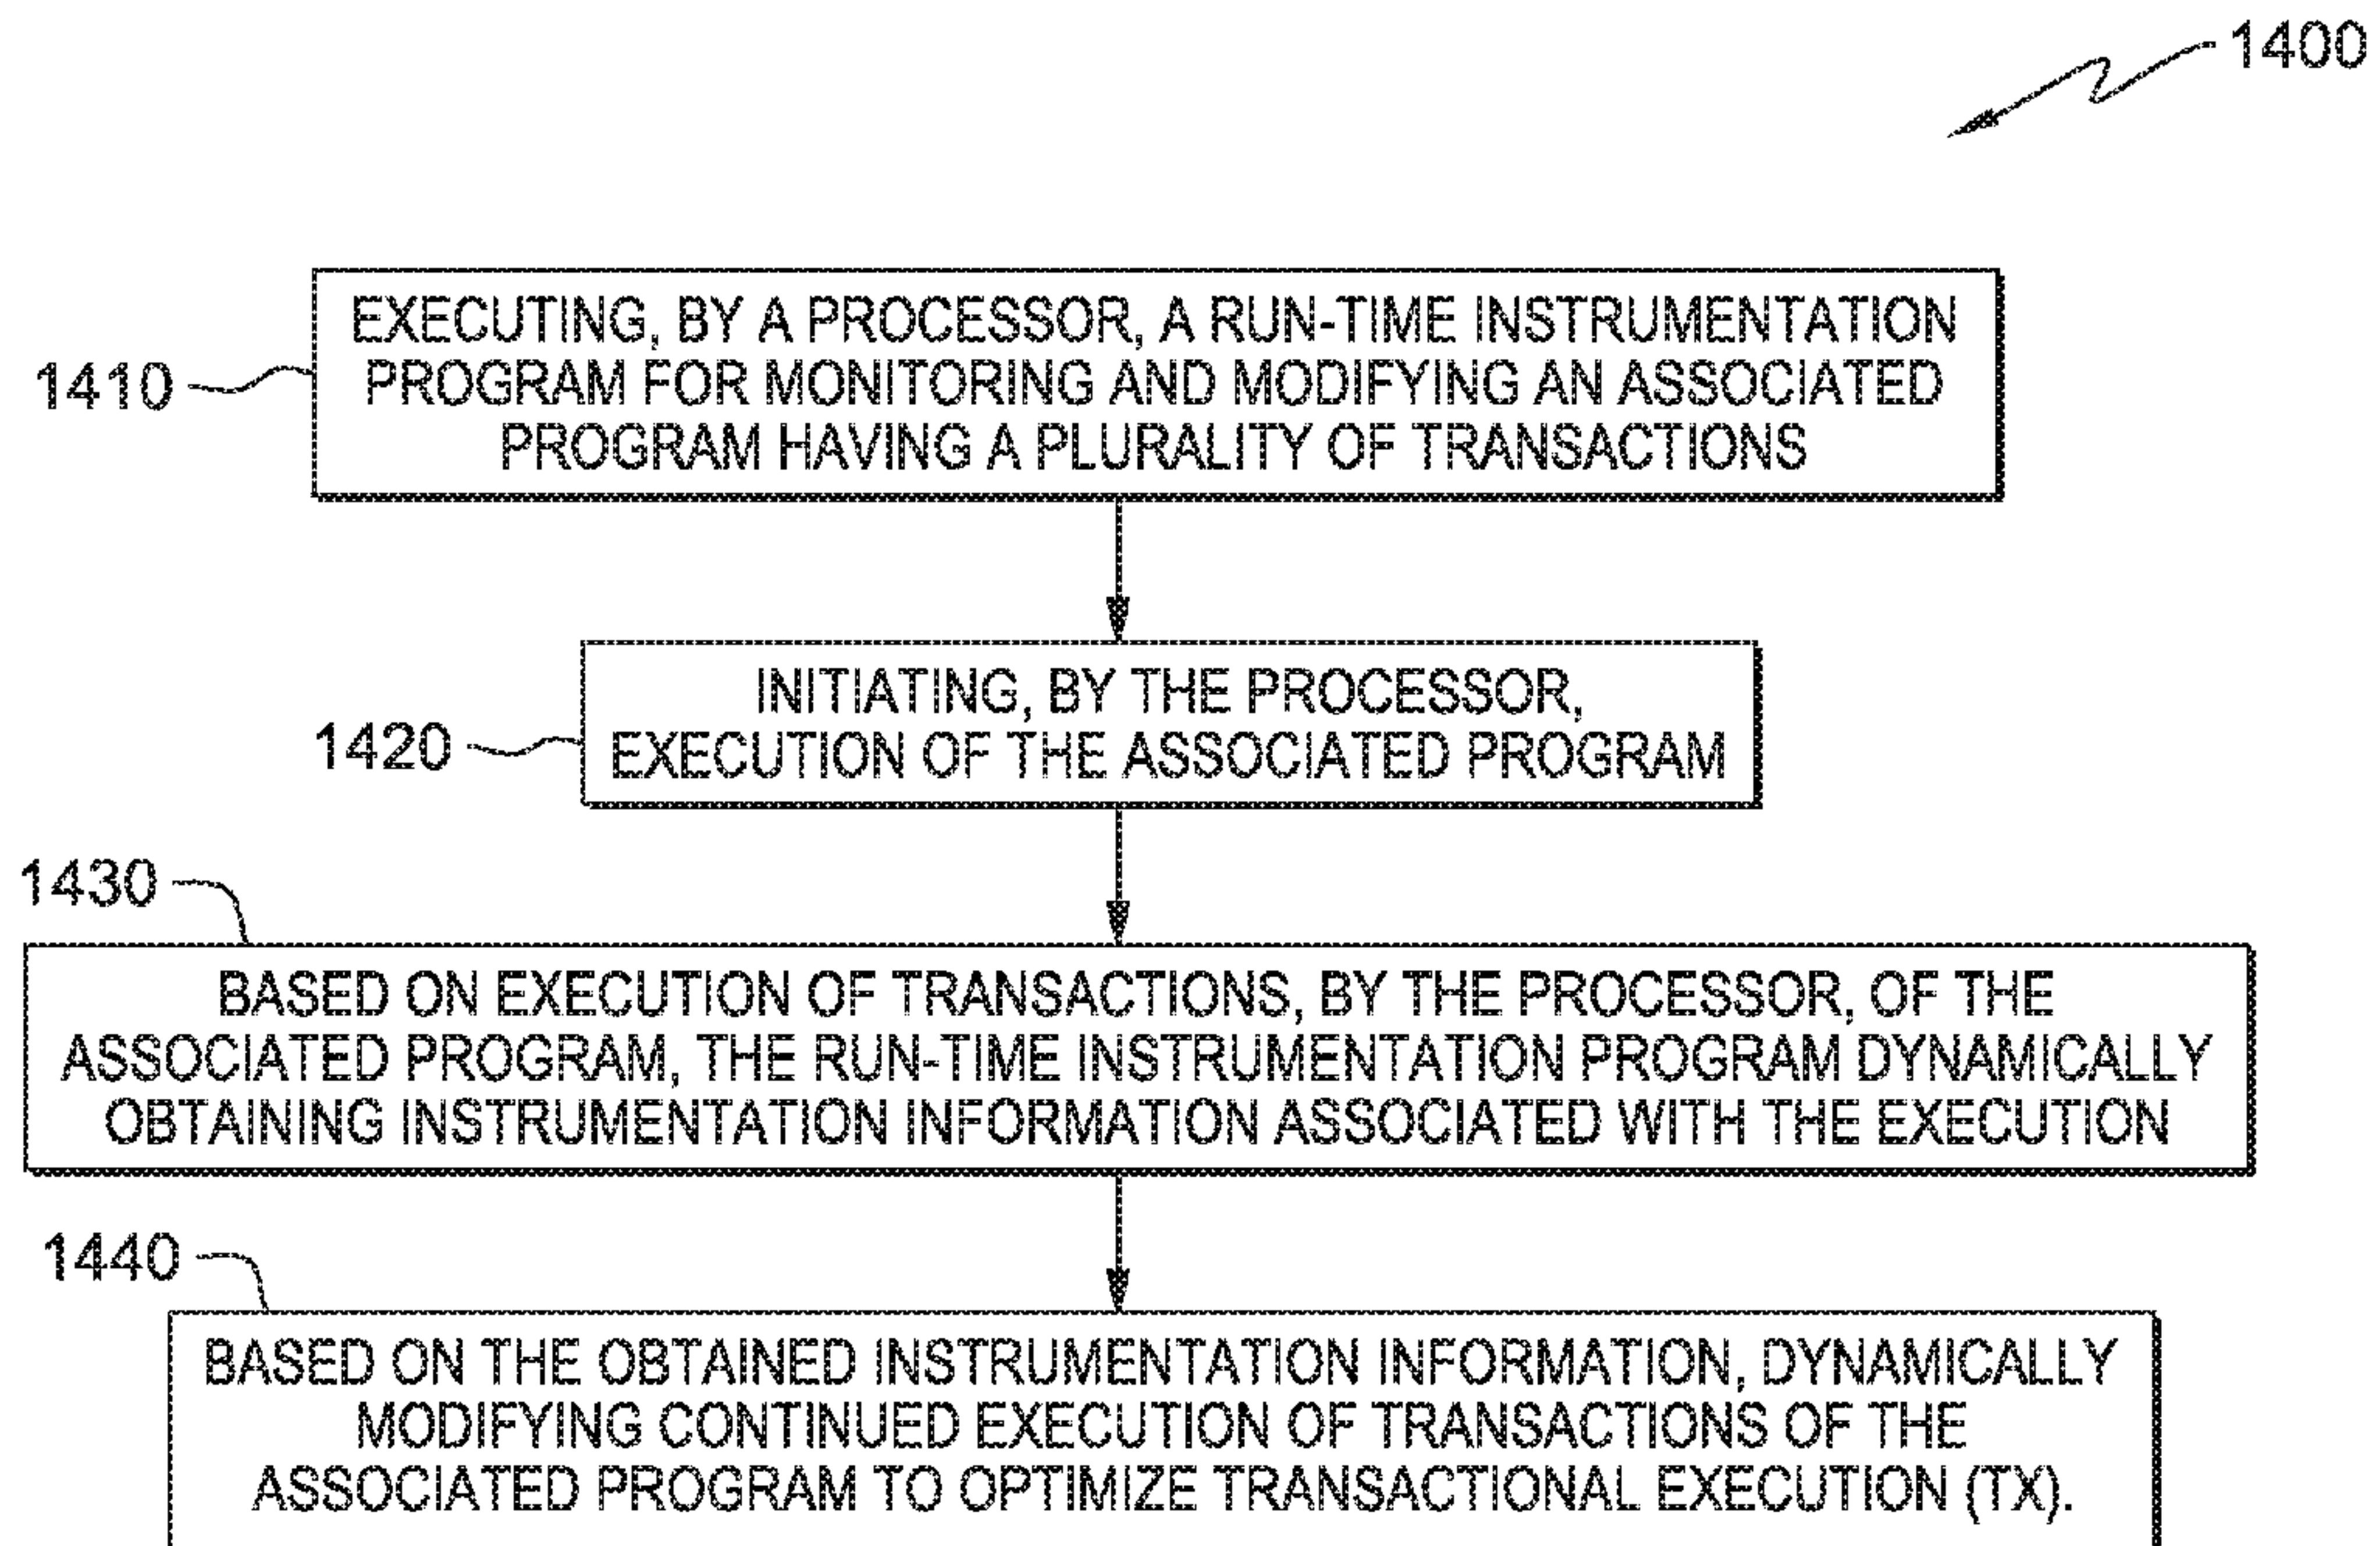 1400
1410
EXECUTING, BY A PROCESSOR, A RUN-TIME INSTRUMENTATION
PROGRAM FOR MONITORING AND MODIFYING AN ASSOCIATED
PROGRAM HAVING A PLURALITY OF TRANSACTIONS
1420
INITIATING, BY THE PROCESSOR,
EXECUTION OF THE ASSOCIATED PROGRAM
1430
BASED ON EXECUTION OF TRANSACTIONS, BY THE PROCESSOR, OF THE
ASSOCIATED PROGRAM, THE RUN-TIME INSTRUMENTATION PROGRAM DYNAMICALLY
OBTAINING INSTRUMENTATION INFORMATION ASSOCIATED WITH THE EXECUTION
1440
BASED ON THE OBTAINED INSTRUMENTATION INFORMATION, DYNAMICALLY
MODIFYING CONTINUED EXECUTION OF TRANSACTIONS OF THE
ASSOCIATED PROGRAM TO OPTIMIZE TRANSACTIONAL EXECUTION (TX).